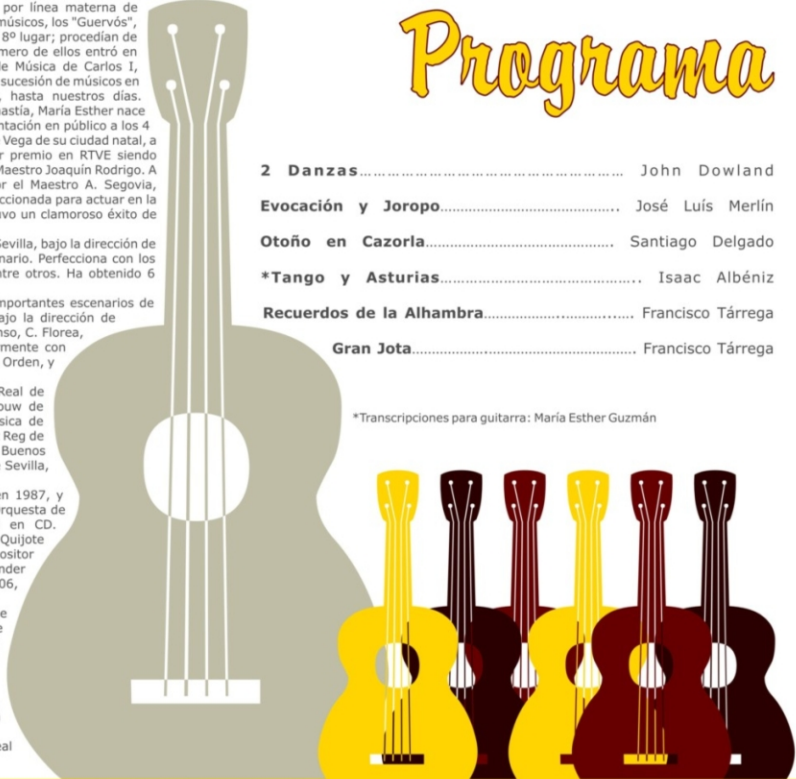 por línea materna de
músicos, los "Guervós",
8º lugar; procedían de
mero de ellos entró en
de Música de Carlos I,
sucesión de músicos en
, hasta nuestros días.
nastía, María Esther nace
ntación en público a los 4
Vega de su ciudad natal, a
r premio en RTVE siendo
Maestro Joaquín Rodrigo. A
or el Maestro A. Segovia,
ccionada para actuar en la
uvo un clamoroso éxito de
Sevilla, bajo la dirección de
nario. Perfecciona con los
ntre otros. Ha obtenido 6
mportantes escenarios de
ajo la dirección de
nso, C. Florea,
mente con
Orden, y
Real de
ouw de
sica de
Reg de
Buenos
Sevilla,
en 1987, y
rquesta de
en CD.
Quijote
ositor
nder
06,
e
e
eal
Programa
2 Danzas.................................................... John Dowland
Evocación y Joropo....................................... José Luís Merlín
Otoño en Cazorla......................................... Santiago Delgado
*Tango y Asturias........................................... Isaac Albéniz
Recuerdos de la Alhambra................................. Francisco Tárrega
Gran Jota................................................. Francisco Tárrega
*Transcripciones para guitarra: María Esther Guzmán